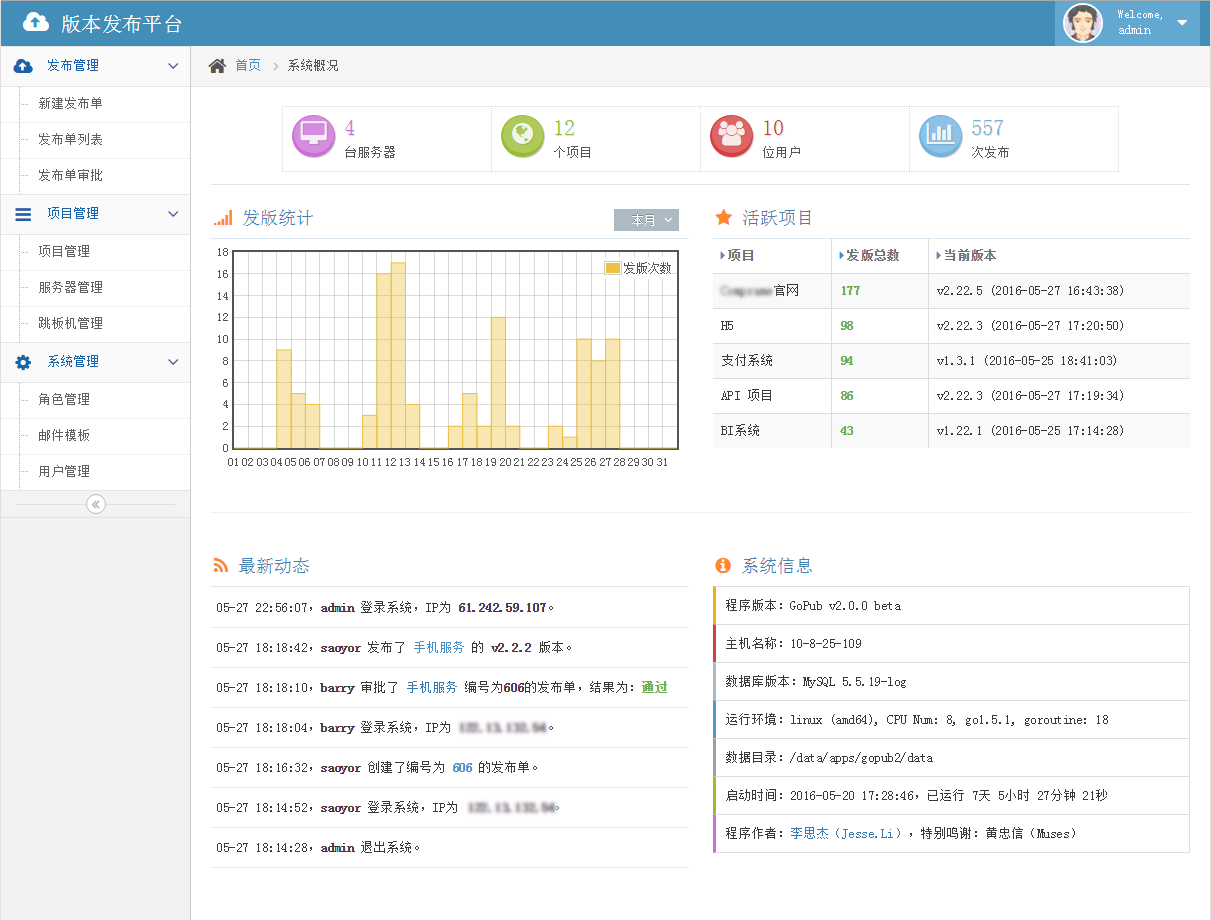 版本发布平台
Welcome,
admin
发布管理
新建发布单
发布单列表
发布单审批
项目管理
项目管理
服务器管理
跳板机管理
系统管理
角色管理
邮件模板
用户管理
首页 系统概况
4
台服务器
12
个项目
10
位用户
557
次发布
发版统计
本月
发版次数
18
16
14
12
10
8
6
4
2
0
01 02 03 04 05 06 07 08 09 10 11 12 13 14 15 16 17 18 19 20 21 22 23 24 25 26 27 28 29 30 31
活跃项目
项目 发版总数 当前版本
官网 177 v2.22.5 (2016-05-27 16:43:38)
H5 98 v2.22.3 (2016-05-27 17:20:50)
支付系统 94 v1.3.1 (2016-05-25 18:41:03)
API 项目 86 v2.22.3 (2016-05-27 17:19:34)
BI系统 43 v1.22.1 (2016-05-25 17:14:28)
最新动态
05-27 22:56:07，admin 登录系统，IP为 61.242.59.107。
05-27 18:18:42，saoyor 发布了 手机服务 的 v2.2.2 版本。
05-27 18:18:10，barry 审批了 手机服务 编号为606的发布单，结果为：通过
05-27 18:18:04，barry 登录系统，IP为 。
05-27 18:16:32，saoyor 创建了编号为 606 的发布单。
05-27 18:14:52，saoyor 登录系统，IP为 。
05-27 18:14:28，admin 退出系统。
系统信息
程序版本：GoPub v2.0.0 beta
主机名称：10-8-25-109
数据库版本：MySQL 5.5.19-log
运行环境：linux (amd64), CPU Num: 8, go1.5.1, goroutine: 18
数据目录：/data/apps/gopub2/data
启动时间：2016-05-20 17:28:46，已运行 7天 5小时 27分钟 21秒
程序作者：李思杰（Jesse.Li），特别鸣谢：黄忠信（Muses）